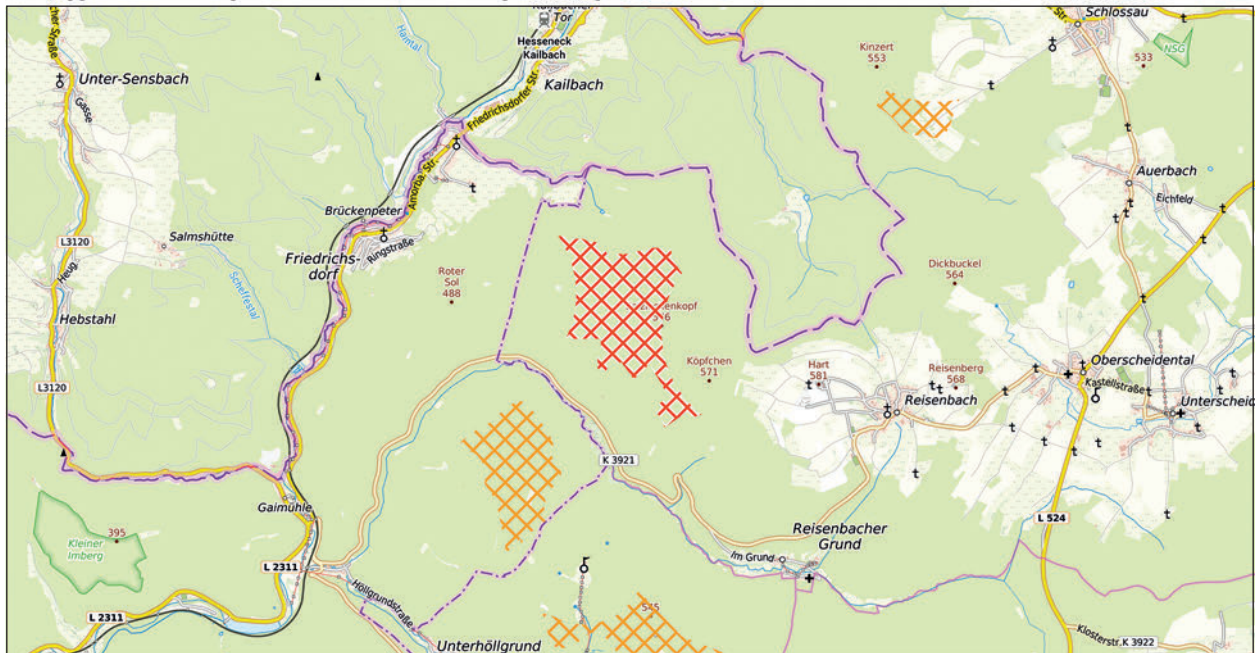 Tor
Hesseneck
Kailbach
Kailbach
Haintal
Friedrichsdorfer Str.
Unter-Sensbach
Gasse
Kinzert
553
Schlossau
Str.
NSG
533
Auerbach
Eichfeld
Amorba. Str.
Brückenpeter
Ringstraße
Friedrichs-
dorf
L3120
Salmshütte
Heug.
Scheffestal
Hebstahl
L3120
Roter
Sol
488
Dickbuckel
564
Köpfchen
571
Hart
581
Reisenberg
568
Reisenbach
Oberscheidental
Kastellstraße
Unterscheid
K 3921
Gaimühle
395
Kleiner
Imberg
L 2311
L 2311
Höllgrundstraße
Unterhöllgrund
545
Reisenbacher
Grund
Im Grund
L 524
Klosterstr.
K 3922